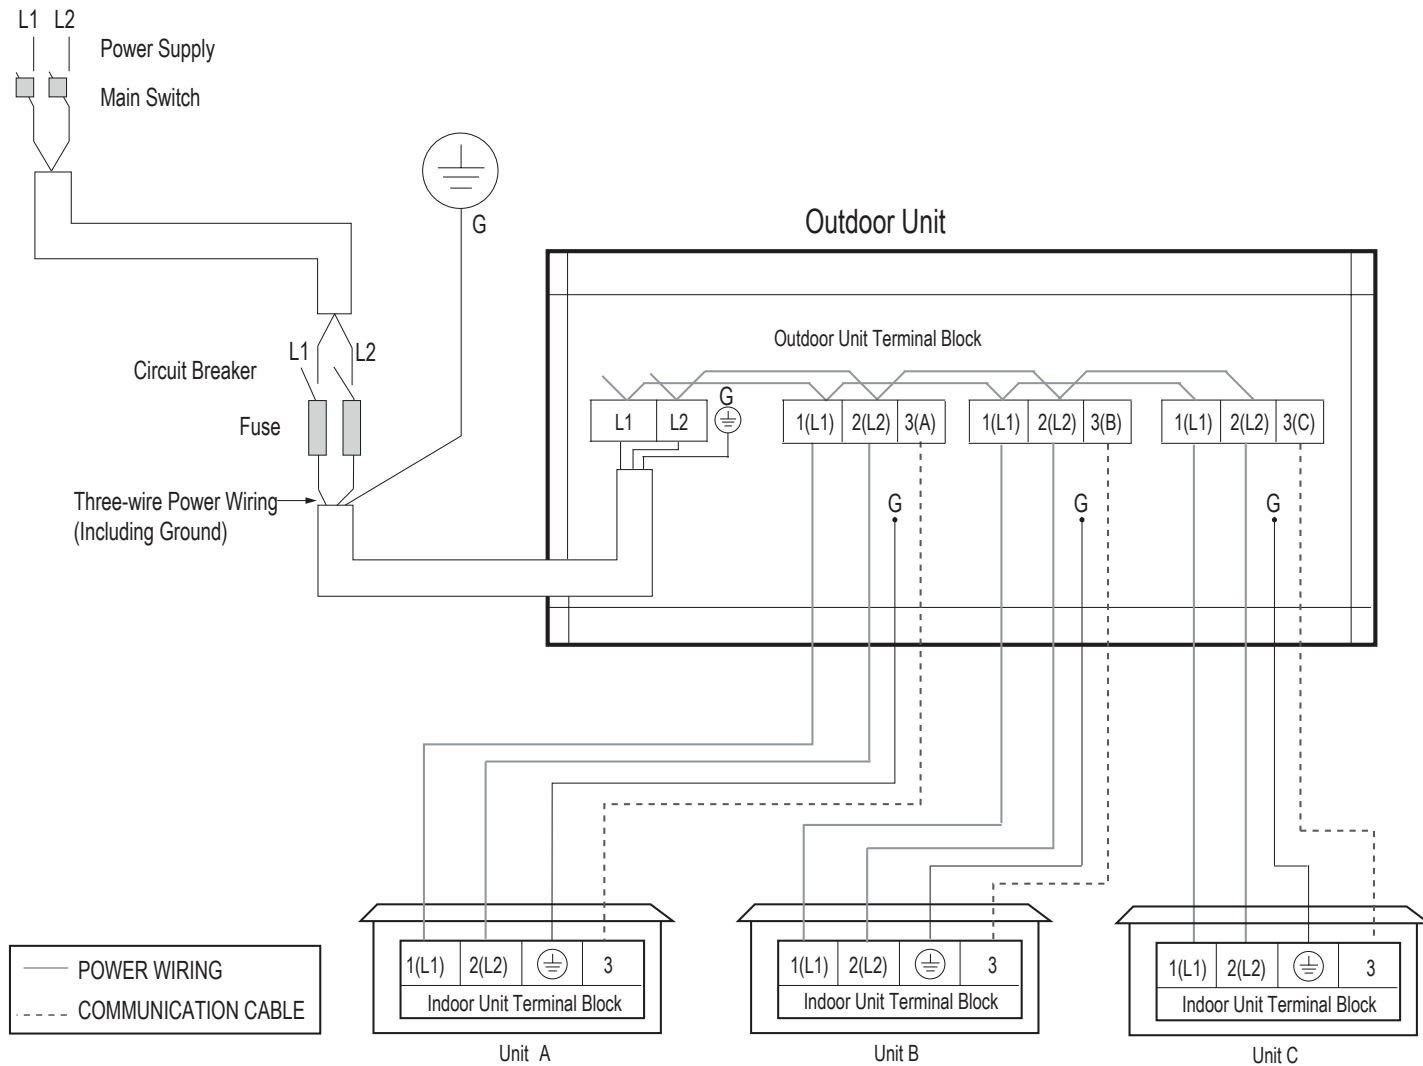 L1 L2
Power Supply
Main Switch
G
Outdoor Unit
Outdoor Unit Terminal Block
L1 L2
Circuit Breaker
Fuse
G
L1 L2
1(L1) 2(L2) 3(A)
1(L1) 2(L2) 3(B)
1(L1) 2(L2) 3(C)
Three-wire Power Wiring
(Including Ground)
G
G
G
1(L1) 2(L2) 3
Indoor Unit Terminal Block
Unit A
1(L1) 2(L2) 3
Indoor Unit Terminal Block
Unit B
1(L1) 2(L2) 3
Indoor Unit Terminal Block
Unit C
POWER WIRING
COMMUNICATION CABLE